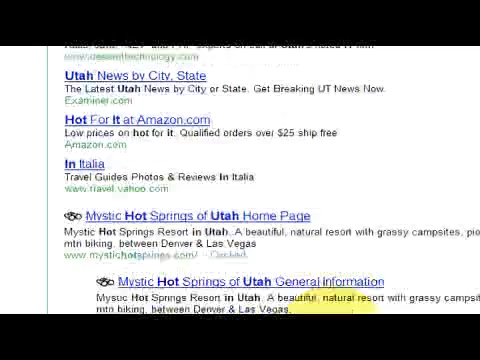 Utah News by City, State
The Latest Utah News by City or State. Get Breaking UT News Now.
Examiner.com
Hot For It at Amazon.com
Low prices on hot for it. Qualified orders over $25 ship free
Amazon.com
In Italia
Travel Guides Photos & Reviews In Italia
www.travel.yahoo.com
Mystic Hot Springs of Utah Home Page
Mystic Hot Springs Resort in Utah. A beautiful, natural resort with grassy campsites, pic
mtn biking, between Denver & Las Vegas
www.mystichotsprings.com/ - Cached
Mystic Hot Springs of Utah General Information
Mystic Hot Springs Resort in Utah. A beautiful, natural resort with grassy campsit
mtn biking, between Denver & Las Vegas,